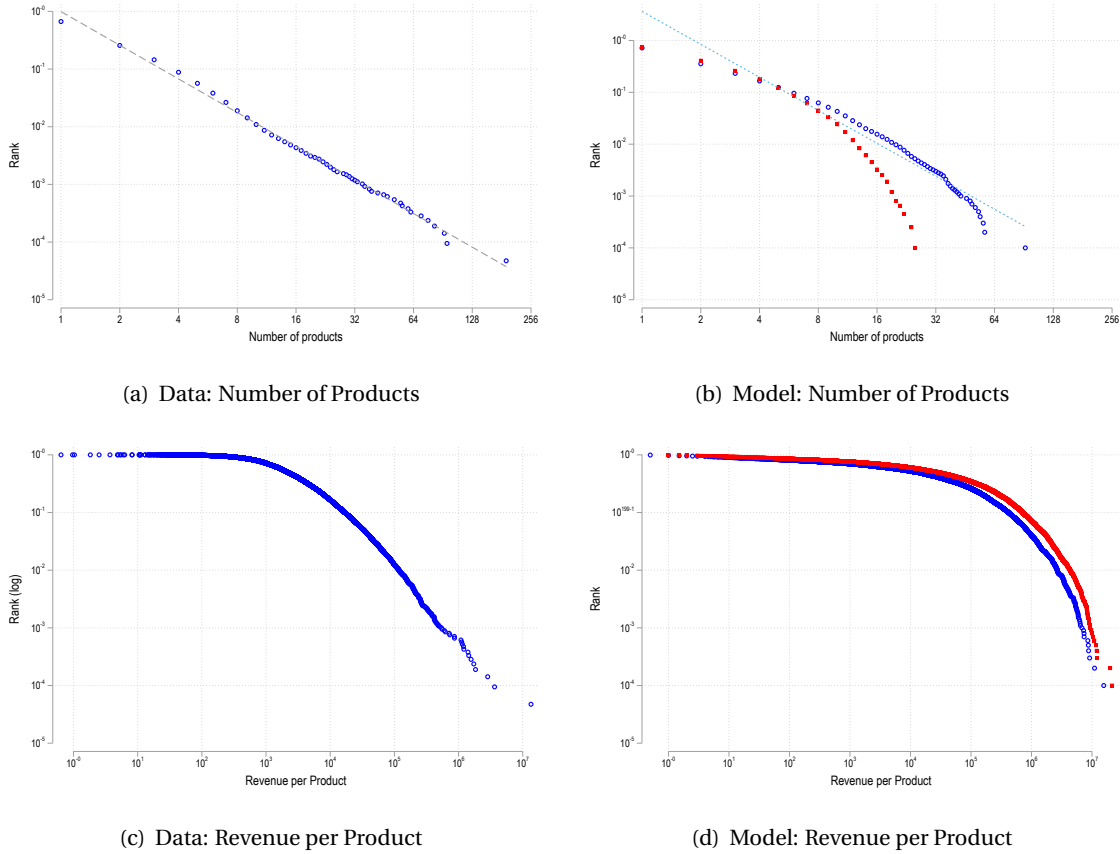 10^-0
10^-1
10^-2
10^-3
10^-4
10^-5
Rank
1 2 4 8 16 32 64 128 256
Number of products
(a) Data: Number of Products
10^-0
10^-1
10^-2
10^-3
10^-4
10^-5
Rank
1 2 4 8 16 32 64 128 256
Number of products
(b) Model: Number of Products
10^-0
10^-1
10^-2
10^-3
10^-4
10^-5
Rank (log)
10^-0 10^1 10^2 10^3 10^4 10^5 10^6 10^7
Revenue per Product
(c) Data: Revenue per Product
10^-0
10^-2
10^-3
10^-4
10^-5
Rank
10^-0 10^1 10^2 10^3 10^4 10^5 10^6 10^7
Revenue per Product
(d) Model: Revenue per Product